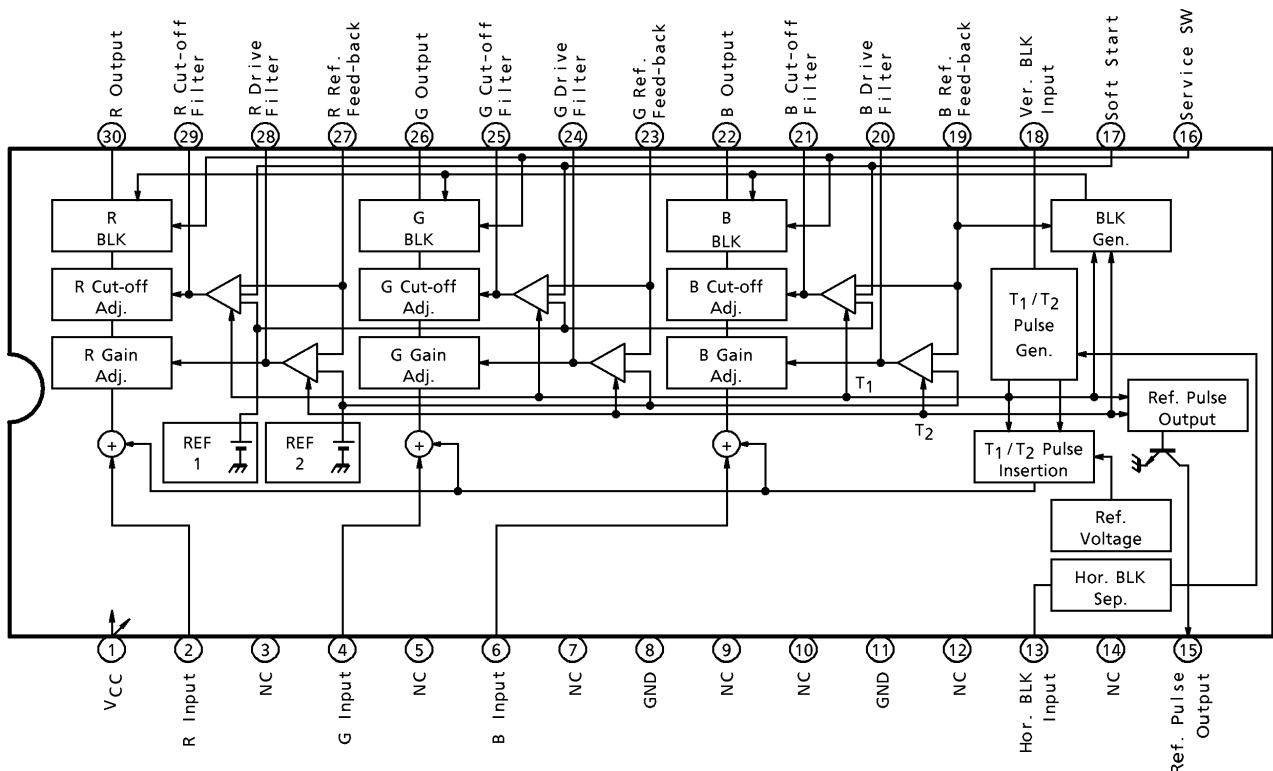 R Output
R Cut-off
Filter
R Drive
Filter
R Ref.
Feed-back
G Output
G Cut-off
Filter
G Drive
Filter
G Ref.
Feed-back
B Output
B Cut-off
Filter
B Drive
Filter
B Ref.
Feed-back
Ver. BLK
Input
Soft Start
Service SW
30
29
28
27
26
25
24
23
22
21
20
19
18
17
16
R
BLK
G
BLK
B
BLK
BLK
Gen.
R Cut-off
Adj.
G Cut-off
Adj.
B Cut-off
Adj.
T1/T2
Pulse
Gen.
R Gain
Adj.
G Gain
Adj.
B Gain
Adj.
T1
T2
Ref. Pulse
Output
+
REF
1
REF
2
+
+
T1/T2 Pulse
Insertion
Ref.
Voltage
Hor. BLK
Sep.
1
2
3
4
5
6
7
8
9
10
11
12
13
14
15
VCC
R Input
NC
G Input
NC
B Input
NC
GND
NC
NC
GND
NC
Hor. BLK
Input
NC
Ref. Pulse
Output